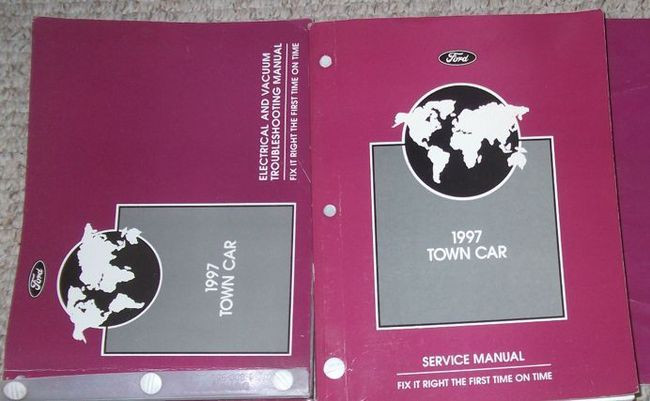 ELECTRICAL AND VACUUM
TROUBLESHOOTING MANUAL
FIX IT RIGHT THE FIRST TIME ON TIME
Ford
1997
TOWN CAR
Ford
1997
TOWN CAR
SERVICE MANUAL
FIX IT RIGHT THE FIRST TIME ON TIME